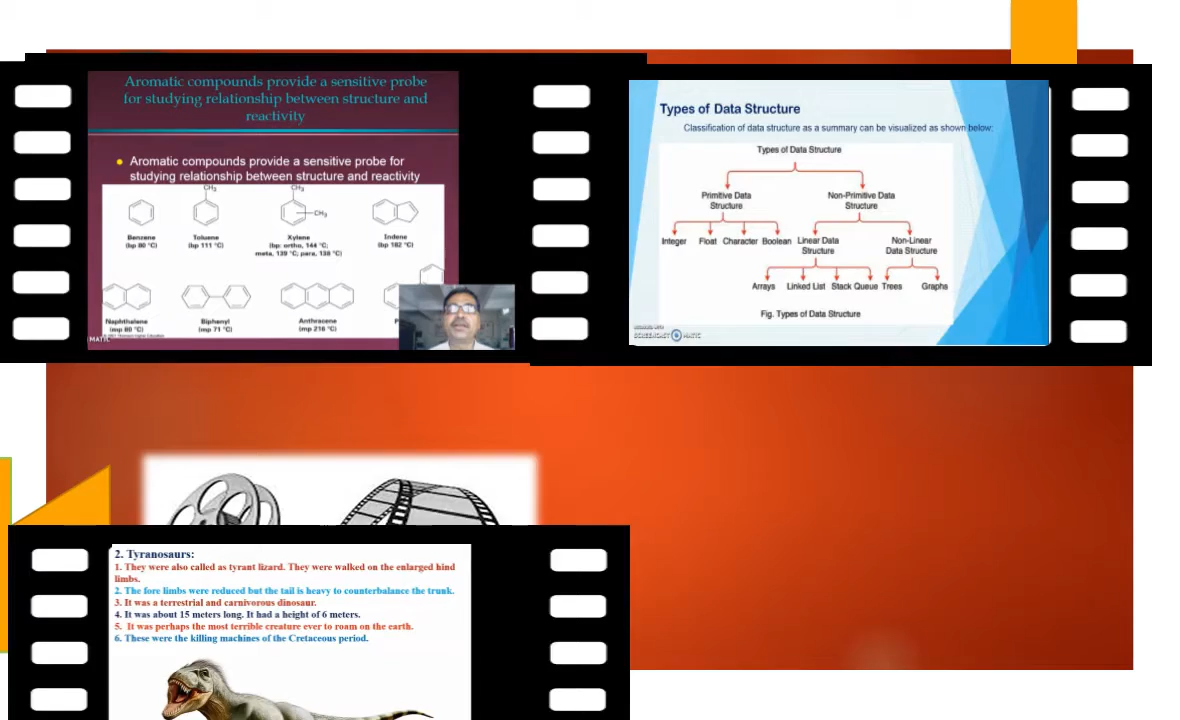 Aromatic compounds provide a sensitive probe
for studying relationship between structure and
reactivity
Aromatic compounds provide a sensitive probe for
studying relationship between structure and reactivity
CH3
CH3
CH3
Benzene
(bp 80 °C)
Toluene
(bp 111 °C)
Xylene
(bp: ortho, 144 °C;
meta, 139 °C; para, 138 °C)
Indene
(bp 182 °C)
Naphthalene
(mp 80 °C)
Biphenyl
(mp 71 °C)
Anthracene
(mp 216 °C)
P
MATIC
Types of Data Structure
Classification of data structure as a summary can be visualized as shown below:
Types of Data Structure
Primitive Data
Structure
Non-Primitive Data
Structure
Integer Float Character Boolean
Linear Data
Structure
Non-Linear
Data Structure
Arrays Linked List Stack Queue Trees Graphs
Fig. Types of Data Structure
SCREENCAST MATIC
2. Tyranosaurs:
1. They were also called as tyrant lizard. They were walked on the enlarged hind
limbs.
2. The fore limbs were reduced but the tail is heavy to counterbalance the trunk.
3. It was a terrestrial and carnivorous dinosaur.
4. It was about 15 meters long. It had a height of 6 meters.
5. It was perhaps the most terrible creature ever to roam on the earth.
6. These were the killing machines of the Cretaceous period.